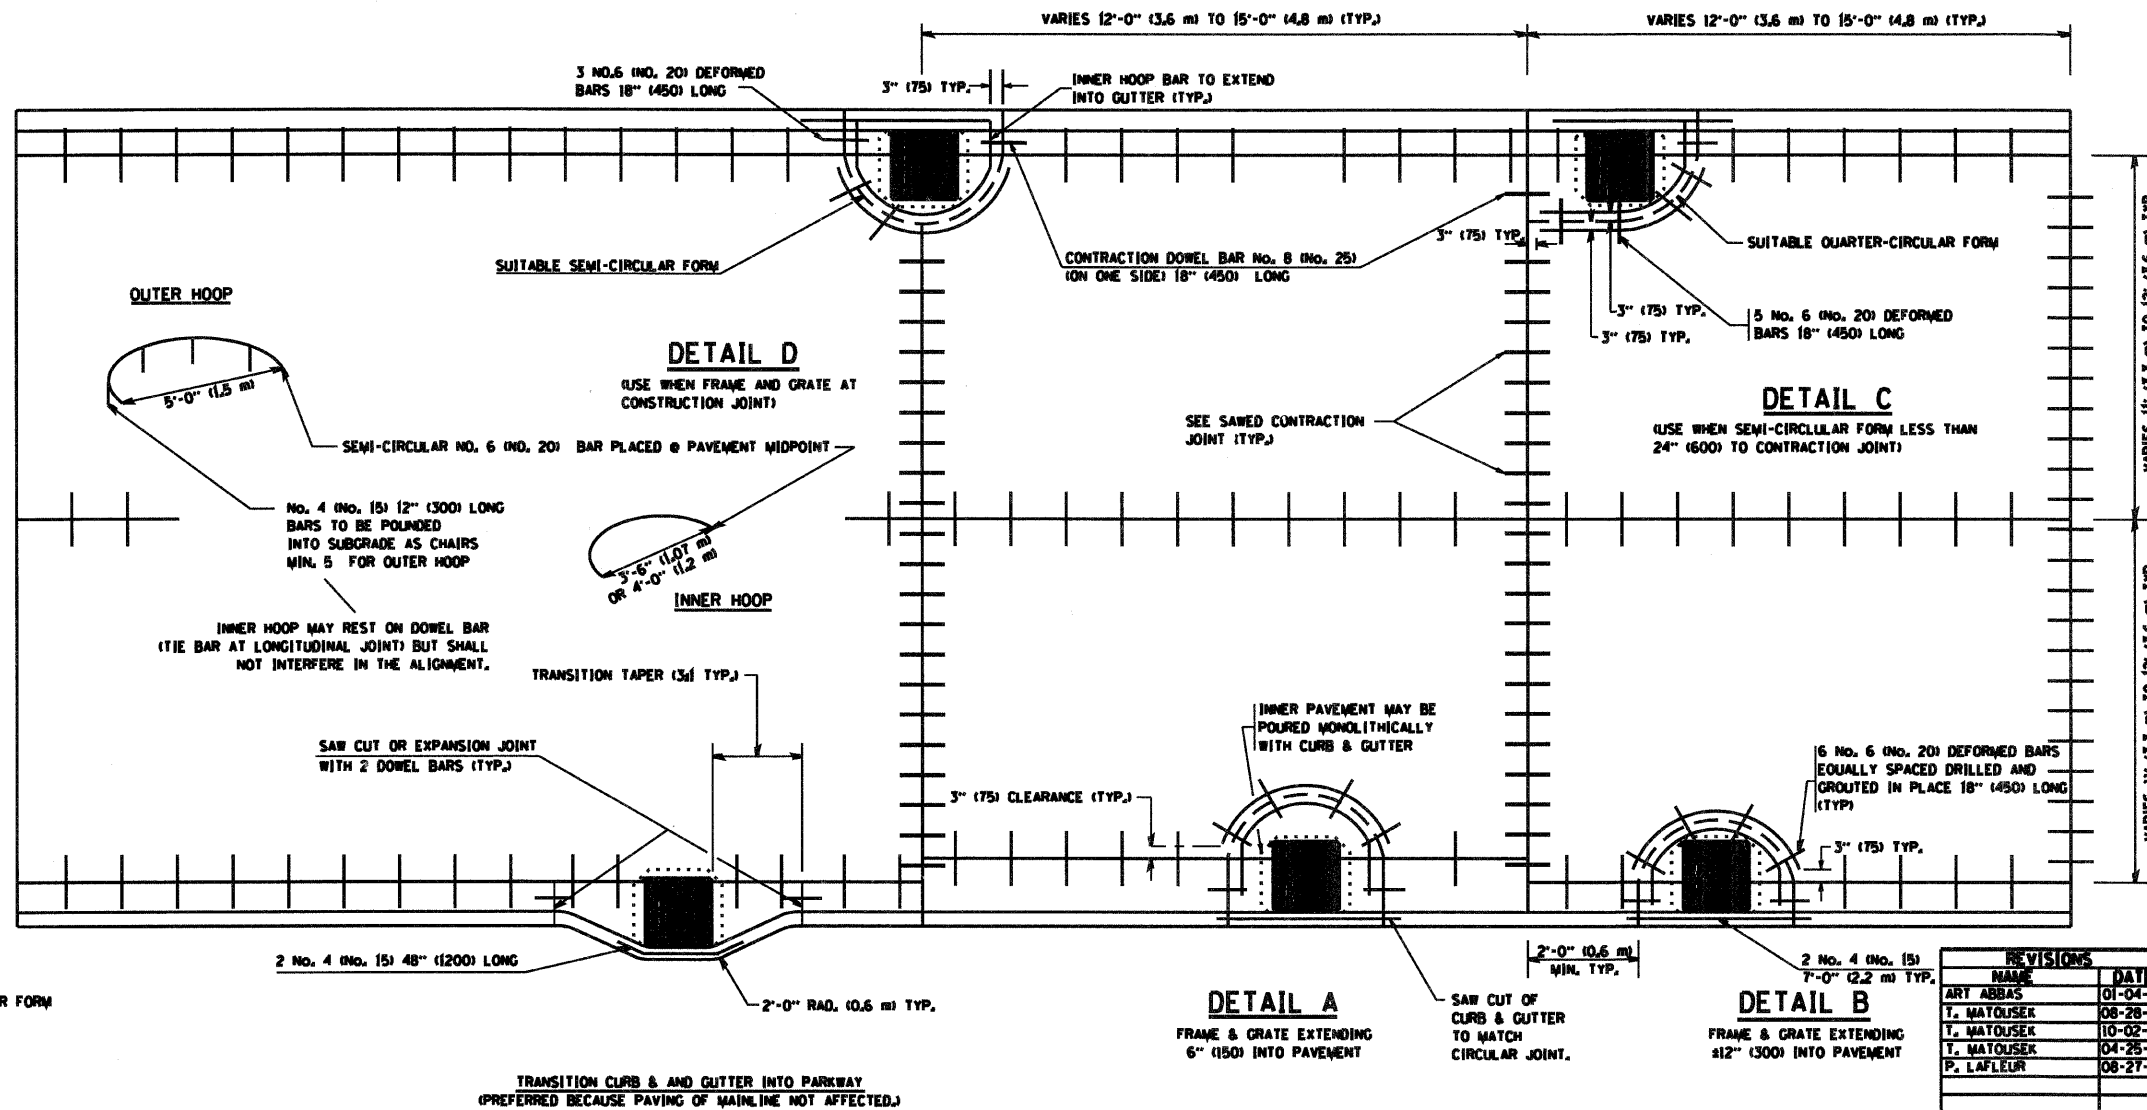 VARIES 12'-0" (3.6 m) TO 15'-0" (4.8 m) (TYP.)
VARIES 12'-0" (3.6 m) TO 15'-0" (4.8 m) (TYP.)
3 NO.6 (NO. 20) DEFORMED
BARS 18" (450) LONG
3" (75) TYP.
INNER HOOP BAR TO EXTEND
INTO GUTTER (TYP.)
SUITABLE SEMI-CIRCULAR FORM
CONTRACTION DOWEL BAR No. 8 (No. 25)
(ON ONE SIDE) 18" (450) LONG
3" (75) TYP.
SUITABLE QUARTER-CIRCULAR FORM
3" (75) TYP.
3" (75) TYP.
5 No. 6 (No. 20) DEFORMED
BARS 18" (450) LONG
OUTER HOOP
5'-0" (1.5 m)
DETAIL D
(USE WHEN FRAME AND GRATE AT
CONSTRUCTION JOINT)
SEMI-CIRCULAR NO. 6 (NO. 20) BAR PLACED @ PAVEMENT MIDPOINT
SEE SAWED CONTRACTION
JOINT (TYP.)
DETAIL C
(USE WHEN SEMI-CIRCLULAR FORM LESS THAN
24" (600) TO CONTRACTION JOINT)
No. 4 (No. 15) 12" (300) LONG
BARS TO BE POUNDED
INTO SUBGRADE AS CHAIRS
MIN. 5 FOR OUTER HOOP
3'-6" (1.07 m)
OR 4'-0" (1.2 m)
INNER HOOP
INNER HOOP MAY REST ON DOWEL BAR
(TIE BAR AT LONGITUDINAL JOINT) BUT SHALL
NOT INTERFERE IN THE ALIGNMENT.
TRANSITION TAPER (3:1 TYP.)
SAW CUT OR EXPANSION JOINT
WITH 2 DOWEL BARS (TYP.)
INNER PAVEMENT MAY BE
POURED MONOLITHICALLY
WITH CURB & GUTTER
3" (75) CLEARANCE (TYP.)
6 No. 6 (No. 20) DEFORMED BARS
EQUALLY SPACED DRILLED AND
GROUTED IN PLACE 18" (450) LONG
(TYP)
3" (75) TYP.
2 No. 4 (No. 15) 48" (1200) LONG
2'-0" RAD. (0.6 m) TYP.
2'-0" (0.6 m)
MIN. TYP.
2 No. 4 (No. 15)
7'-0" (2.2 m) TYP.
R FORM
DETAIL A
FRAME & GRATE EXTENDING
6" (150) INTO PAVEMENT
SAW CUT OF
CURB & GUTTER
TO MATCH
CIRCULAR JOINT.
DETAIL B
FRAME & GRATE EXTENDING
±12" (300) INTO PAVEMENT
TRANSITION CURB & AND GUTTER INTO PARKWAY
(PREFERRED BECAUSE PAVING OF MAINLINE NOT AFFECTED.)
REVISIONS
NAME DAT
ART ABBAS 01-04-
T. MATOUSEK 08-28-
T. MATOUSEK 10-02-
T. MATOUSEK 04-25-
P. LAFLEUR 08-27-